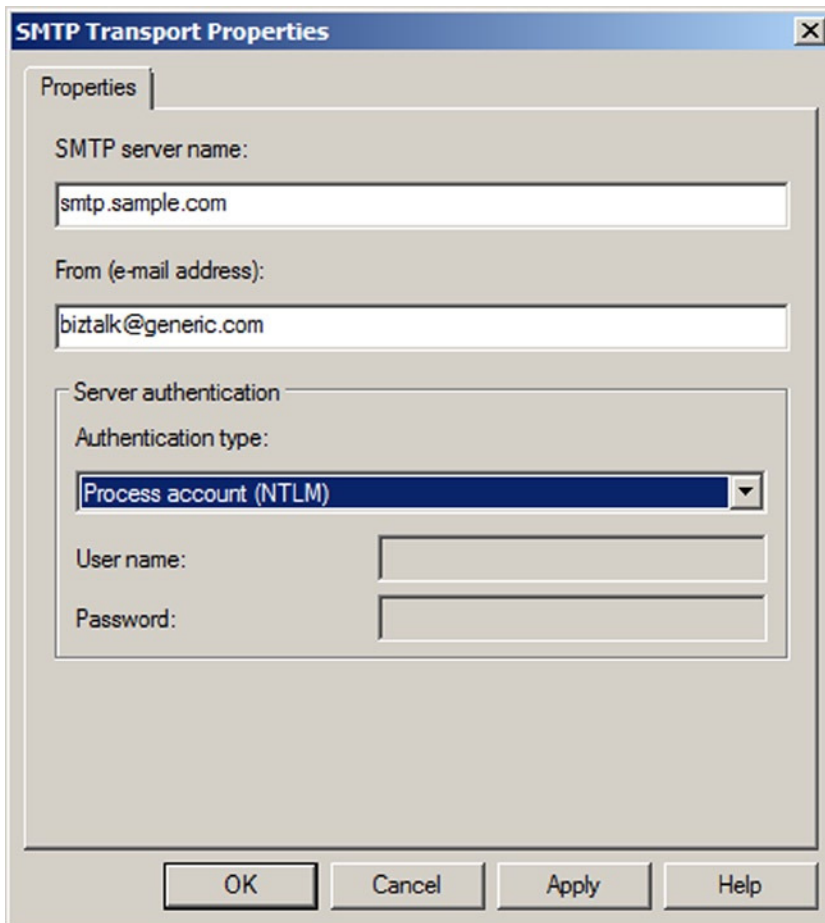 SMTP Transport Properties
Properties
SMTP server name:
smtp.sample.com
From (e-mail address):
biztalk@generic.com
Server authentication
Authentication type:
Process account (NTLM)
User name:
Password:
OK Cancel Apply Help